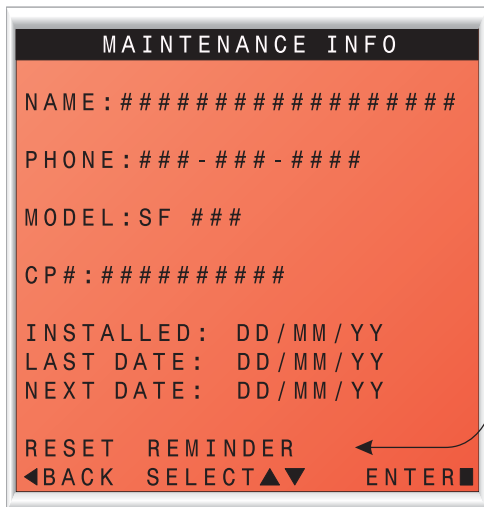 MAINTENANCE INFO
NAME:##################
PHONE:###-###-####
MODEL:SF ###
CP#:##########
INSTALLED: DD/MM/YY
LAST DATE: DD/MM/YY
NEXT DATE: DD/MM/YY
RESET REMINDER
◀BACK SELECT▲▼ ENTER■